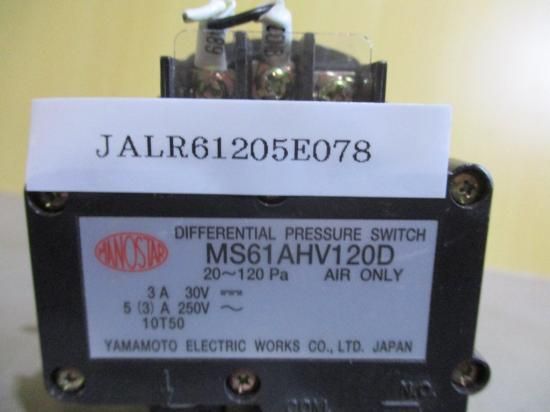 JALR61205E078
MANOSTAR
DIFFERENTIAL PRESSURE SWITCH
MS61AHV120D
20～120 Pa AIR ONLY
3 A 30V ⎓
5 (3) A 250V ～
10T50
YAMAMOTO ELECTRIC WORKS CO., LTD. JAPAN
COM. N.O.